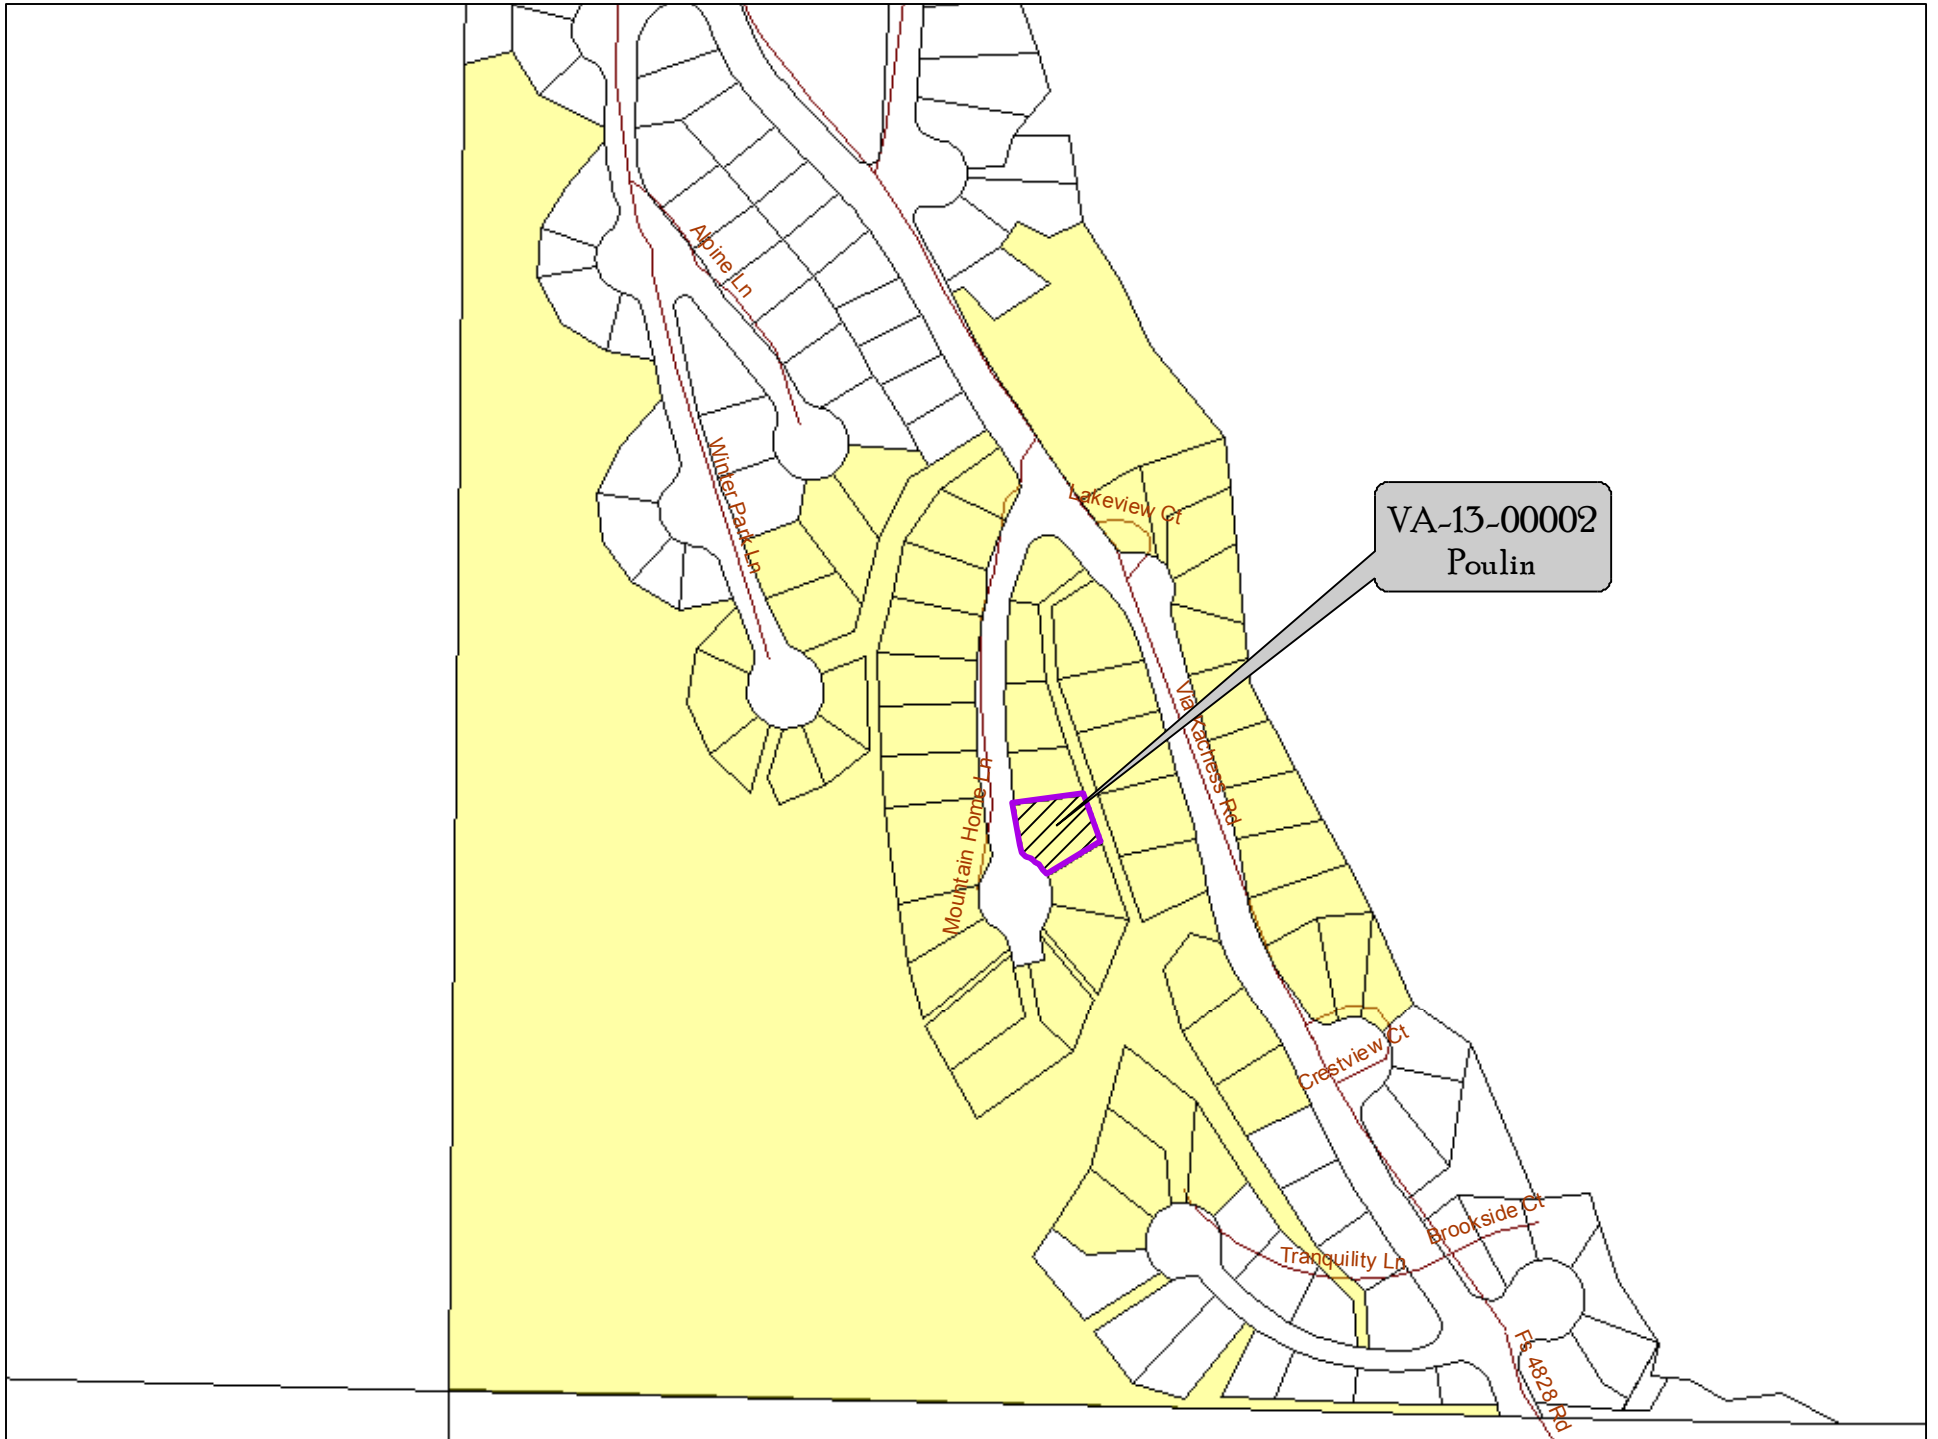 Alpine Ln
Winter Park Ln
Lakeview Ct
VA-13-00002
Poulin
Via Kachess Rd
Mountain Home Ln
Crestview Ct
Brookside Ct
Tranquility Ln
Fs 4828 Rd